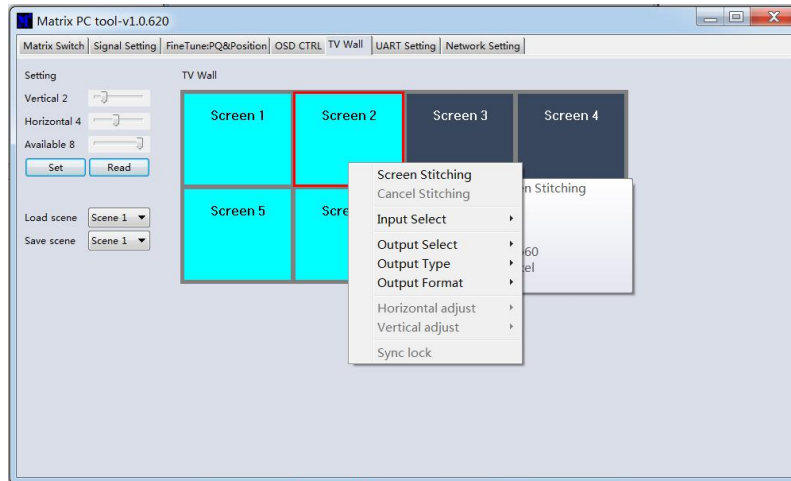 Matrix PC tool-v1.0.620
Matrix Switch Signal Setting FineTune:PQ&Position OSD CTRL TV Wall UART Setting Network Setting
Setting TV Wall
Vertical 2
Horizontal 4
Available 8
Set Read
Load scene Scene 1
Save scene Scene 1
Screen 1 Screen 2 Screen 3 Screen 4
Screen 5
Screen Stitching
Cancel Stitching
Input Select
Output Select
Output Type
Output Format
Horizontal adjust
Vertical adjust
Sync lock
Stitching
60